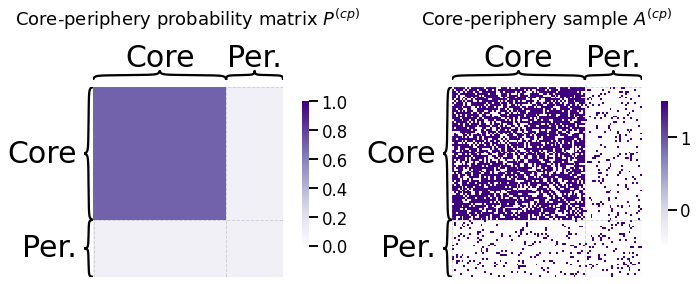 Core-periphery probability matrix P^(cp)
Core Per.
Core
Per.
1.0
0.8
0.6
0.4
0.2
0.0
Core-periphery sample A^(cp)
Core Per.
Core
Per.
1
0